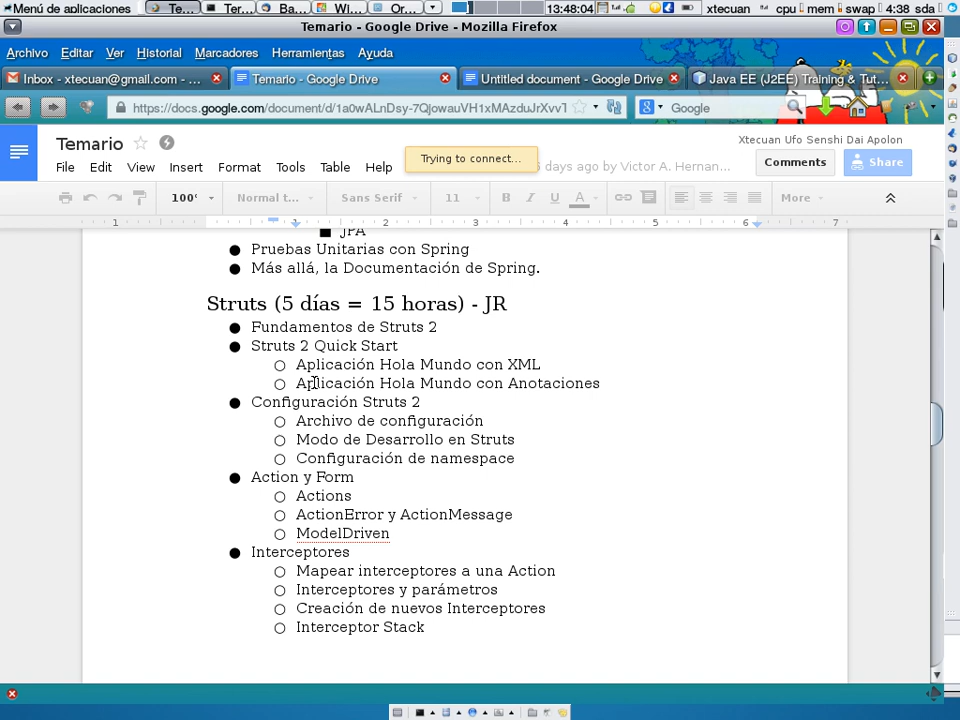 Menú de aplicaciones
Te...
Ter...
Ba...
Wi...
Or...
13:48:04
xtecuan
cpu
mem
swap
4:38
sda
Temario - Google Drive - Mozilla Firefox
Archivo Editar Ver Historial Marcadores Herramientas Ayuda
Inbox - xtecuan@gmail.com - ...
Temario - Google Drive
Untitled document - Google Drive
Java EE (J2EE) Training & Tut...
https://docs.google.com/document/d/1a0wALnDsy-7QjowauVH1xMAzduJrXvvT
Google
Temario
Xtecuan Ufo Senshi Dai Apolon
Trying to connect...
days ago by Victor A. Hernan...
Comments
Share
File Edit View Insert Format Tools Table Help
100%
Normal t...
Sans Serif
11
B I U A
More
1 1 2 3 4 5 6 7
JPA
Pruebas Unitarias con Spring
Más allá, la Documentación de Spring.
Struts (5 días = 15 horas) - JR
Fundamentos de Struts 2
Struts 2 Quick Start
Aplicación Hola Mundo con XML
Aplicación Hola Mundo con Anotaciones
Configuración Struts 2
Archivo de configuración
Modo de Desarrollo en Struts
Configuración de namespace
Action y Form
Actions
ActionError y ActionMessage
ModelDriven
Interceptores
Mapear interceptores a una Action
Interceptores y parámetros
Creación de nuevos Interceptores
Interceptor Stack